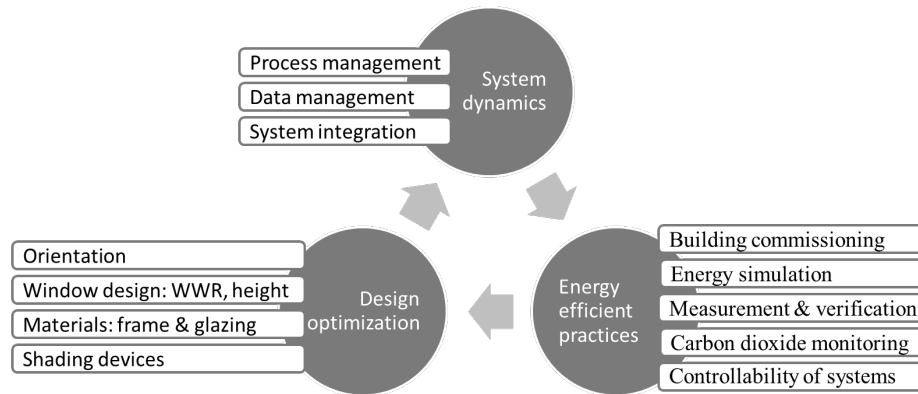 Process management
Data management
System integration
System
dynamics
Orientation
Window design: WWR, height
Materials: frame & glazing
Shading devices
Design
optimization
Energy
efficient
practices
Building commissioning
Energy simulation
Measurement & verification
Carbon dioxide monitoring
Controllability of systems